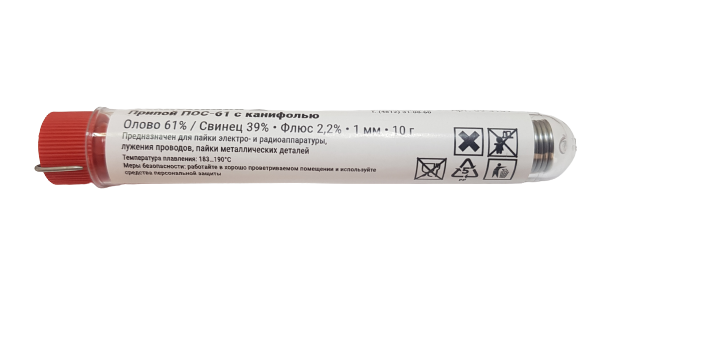 Припой ПОС-61 с канифолью
Олово 61% / Свинец 39% • Флюс 2,2% • 1 мм • 10 г
Предназначен для пайки электро- и радиоаппаратуры,
лужения проводов, пайки металлических деталей
Температура плавления: 183...190°С
Меры безопасности: работайте в хорошо проветриваемом помещении и используйте
средства персональной защиты
5